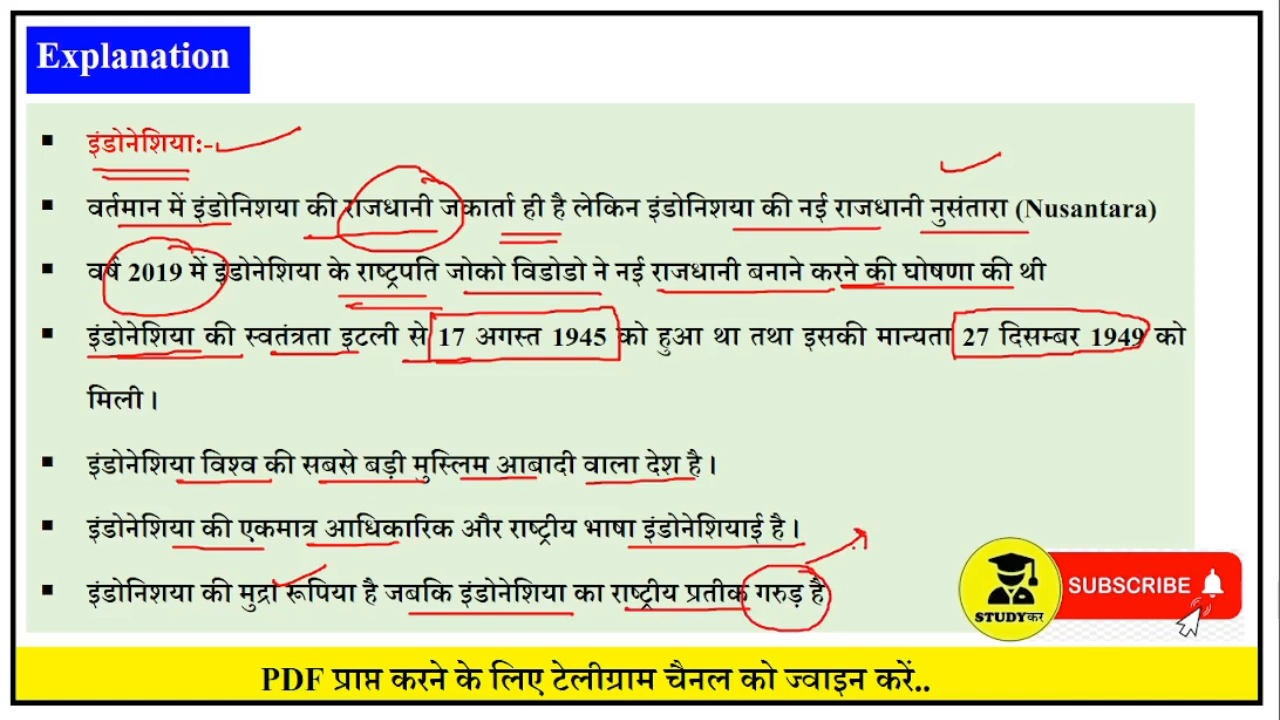 Explanation
▪ इंडोनेशिया:-
▪ वर्तमान में इंडोनिशया की राजधानी जकार्ता ही है लेकिन इंडोनिशया की नई राजधानी नुसंतारा (Nusantara)
▪ वर्ष 2019 में इंडोनेशिया के राष्ट्रपति जोको विडोडो ने नई राजधानी बनाने करने की घोषणा की थी
▪ इंडोनेशिया की स्वतंत्रता इटली से 17 अगस्त 1945 को हुआ था तथा इसकी मान्यता 27 दिसम्बर 1949 को
मिली।
▪ इंडोनेशिया विश्व की सबसे बड़ी मुस्लिम आबादी वाला देश है।
▪ इंडोनेशिया की एकमात्र आधिकारिक और राष्ट्रीय भाषा इंडोनेशियाई है।
▪ इंडोनिशया की मुद्रा रूपिया है जबकि इंडोनेशिया का राष्ट्रीय प्रतीक गरुड़ है
SUBSCRIBE
STUDYकर
PDF प्राप्त करने के लिए टेलीग्राम चैनल को ज्वाइन करें..